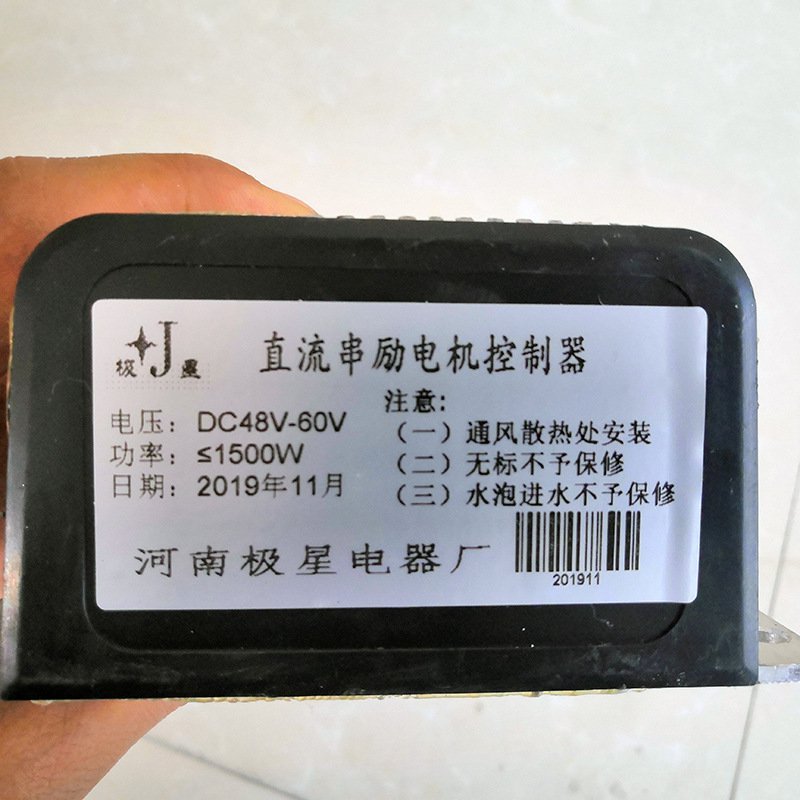 极 J 星
直流串励电机控制器
电压：DC48V-60V
功率：≤1500W
日期：2019年11月
注意:
（一）通风散热处安装
（二）无标不予保修
（三）水泡进水不予保修
河南极星电器厂
201911